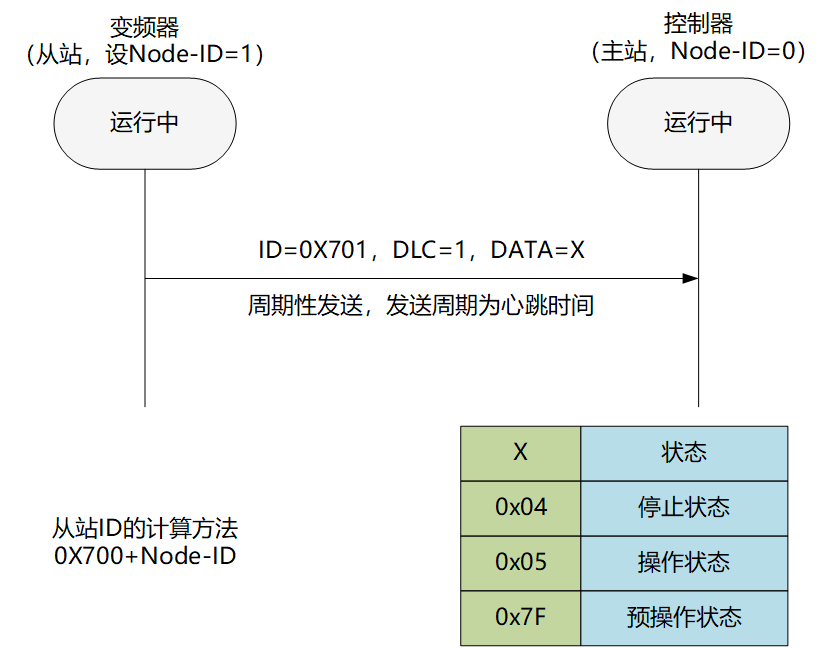 变频器
（从站，设Node-ID=1）
控制器
（主站，Node-ID=0）
运行中
运行中
ID=0X701，DLC=1，DATA=X
周期性发送，发送周期为心跳时间
从站ID的计算方法
0X700+Node-ID
X 状态
0x04 停止状态
0x05 操作状态
0x7F 预操作状态